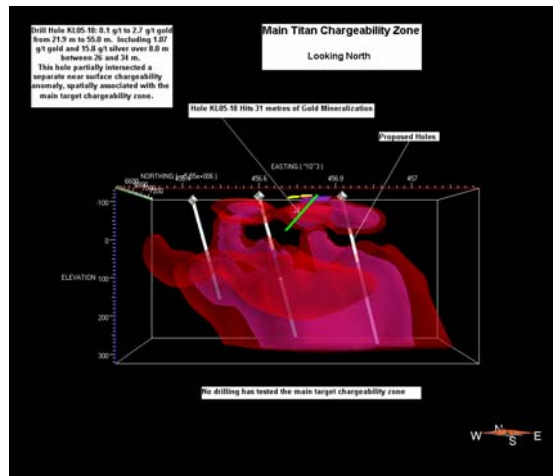 Drill Hole KL05-18: 0.1 g/t to 2.7 g/t gold
from 21.9 m to 55.0 m. Including 1.07
g/t gold and 15.8 g/t silver over 8.0 m
between 26 and 34 m.
This hole partially intersected a
separate near surface chargeability
anomaly, spatially associated with the
main target chargeability zone.
Main Titan Chargeability Zone
Looking North
Hole KL05-18 Hits 31 metres of Gold Mineralization
Proposed Holes
EASTING (*10^3)
NORTHING
456.6
456.8
457
-100
0
ELEVATION
100
200
300
No drilling has tested the main target chargeability zone
W N E
S